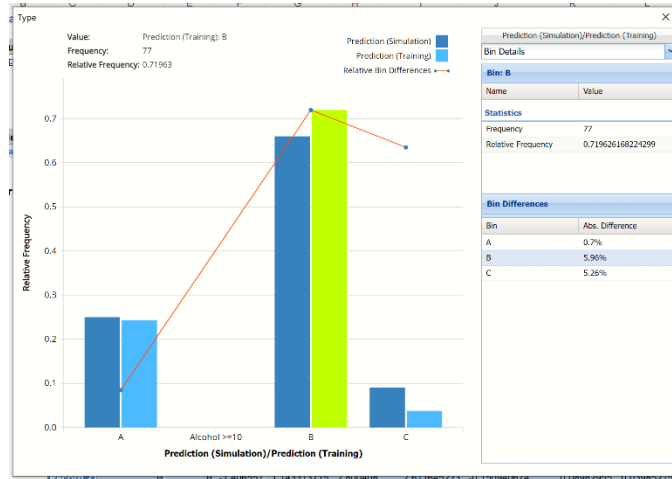 Type
Value: Prediction (Training): B
Frequency: 77
Relative Frequency: 0.71963
Prediction (Simulation)
Prediction (Training)
Relative Bin Differences
Relative Frequency
0.7
0.6
0.5
0.4
0.3
0.2
0.1
0.0
A Alcohol >=10 B C
Prediction (Simulation)/Prediction (Training)
Prediction (Simulation)/Prediction (Training)
Bin Details
Bin: B
Name Value
Statistics
Frequency 77
Relative Frequency 0.719626168224299
Bin Differences
Bin Abs. Difference
A 0.7%
B 5.96%
C 5.26%